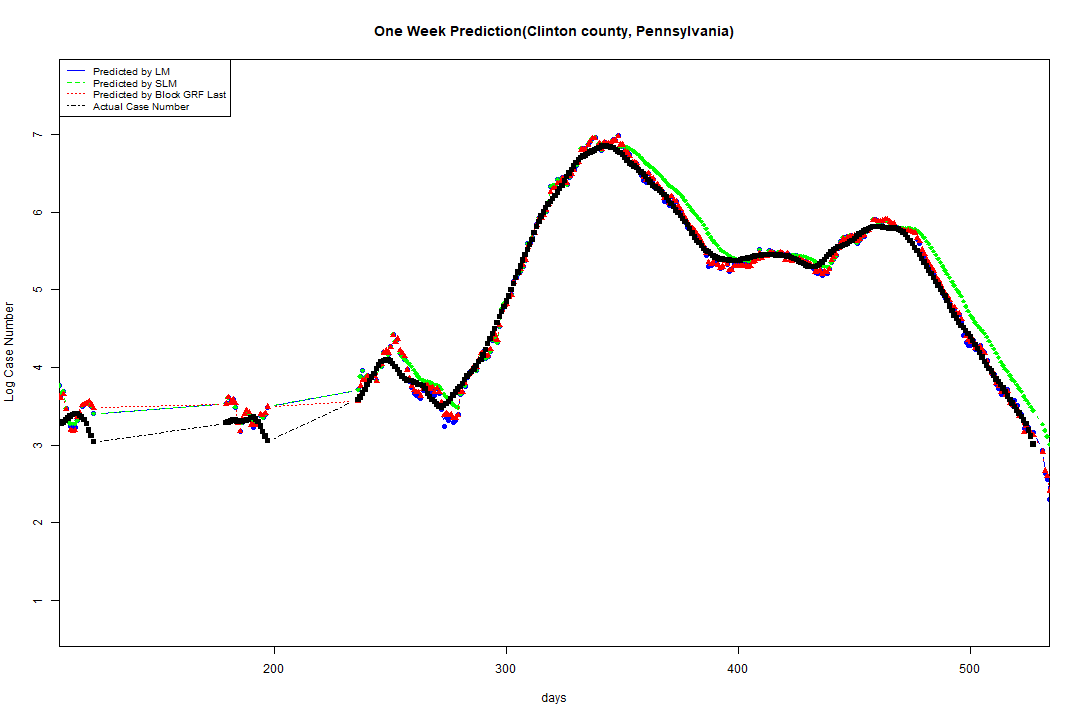 One Week Prediction(Clinton county, Pennsylvania)
Predicted by LM
Predicted by SLM
Predicted by Block GRF Last
Actual Case Number
Log Case Number
7
6
5
4
3
2
1
200 300 400 500
days